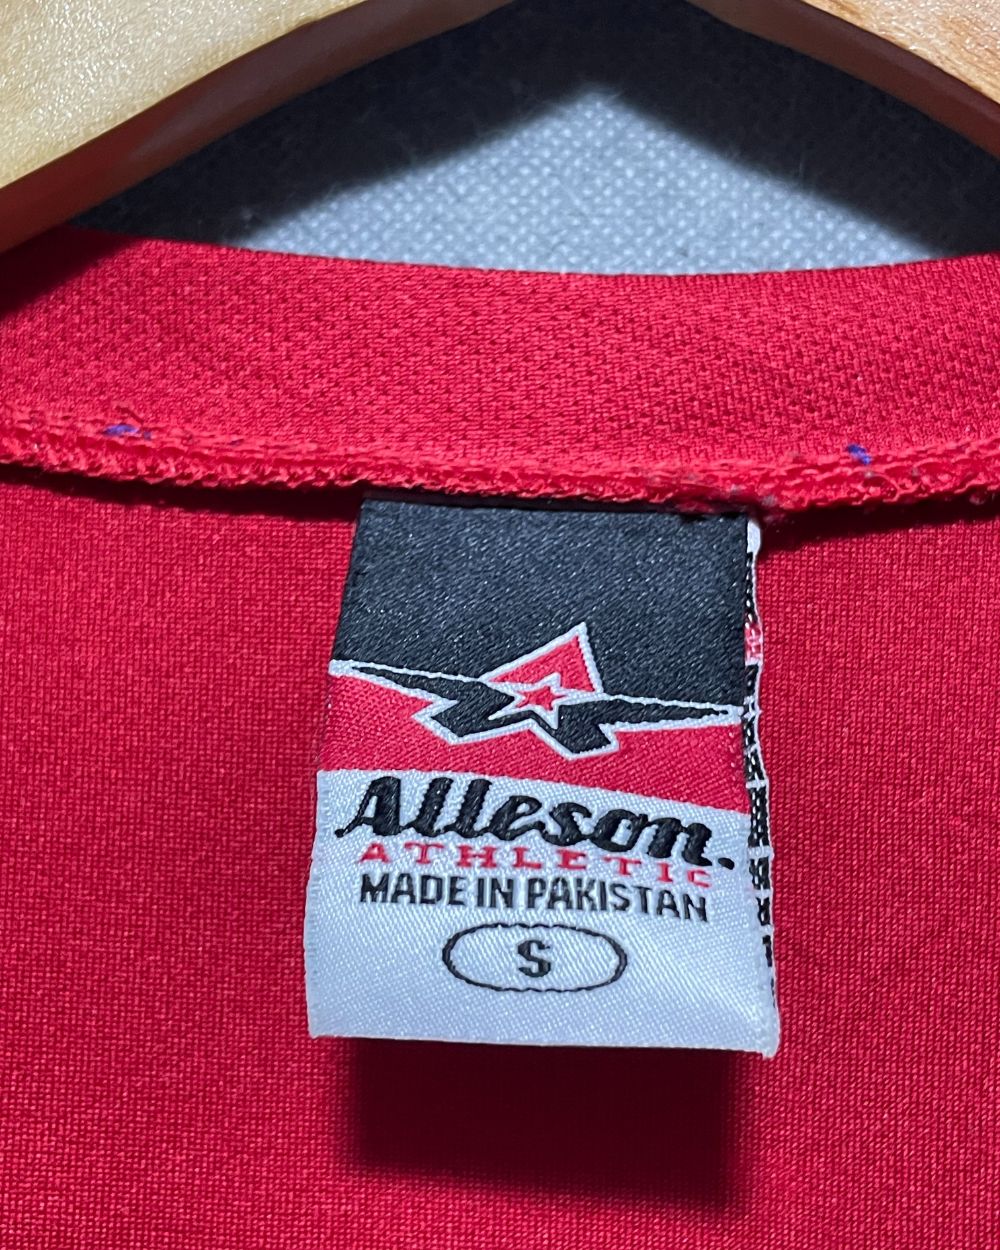 Alleson.
ATHLETIC
MADE IN PAKISTAN
S